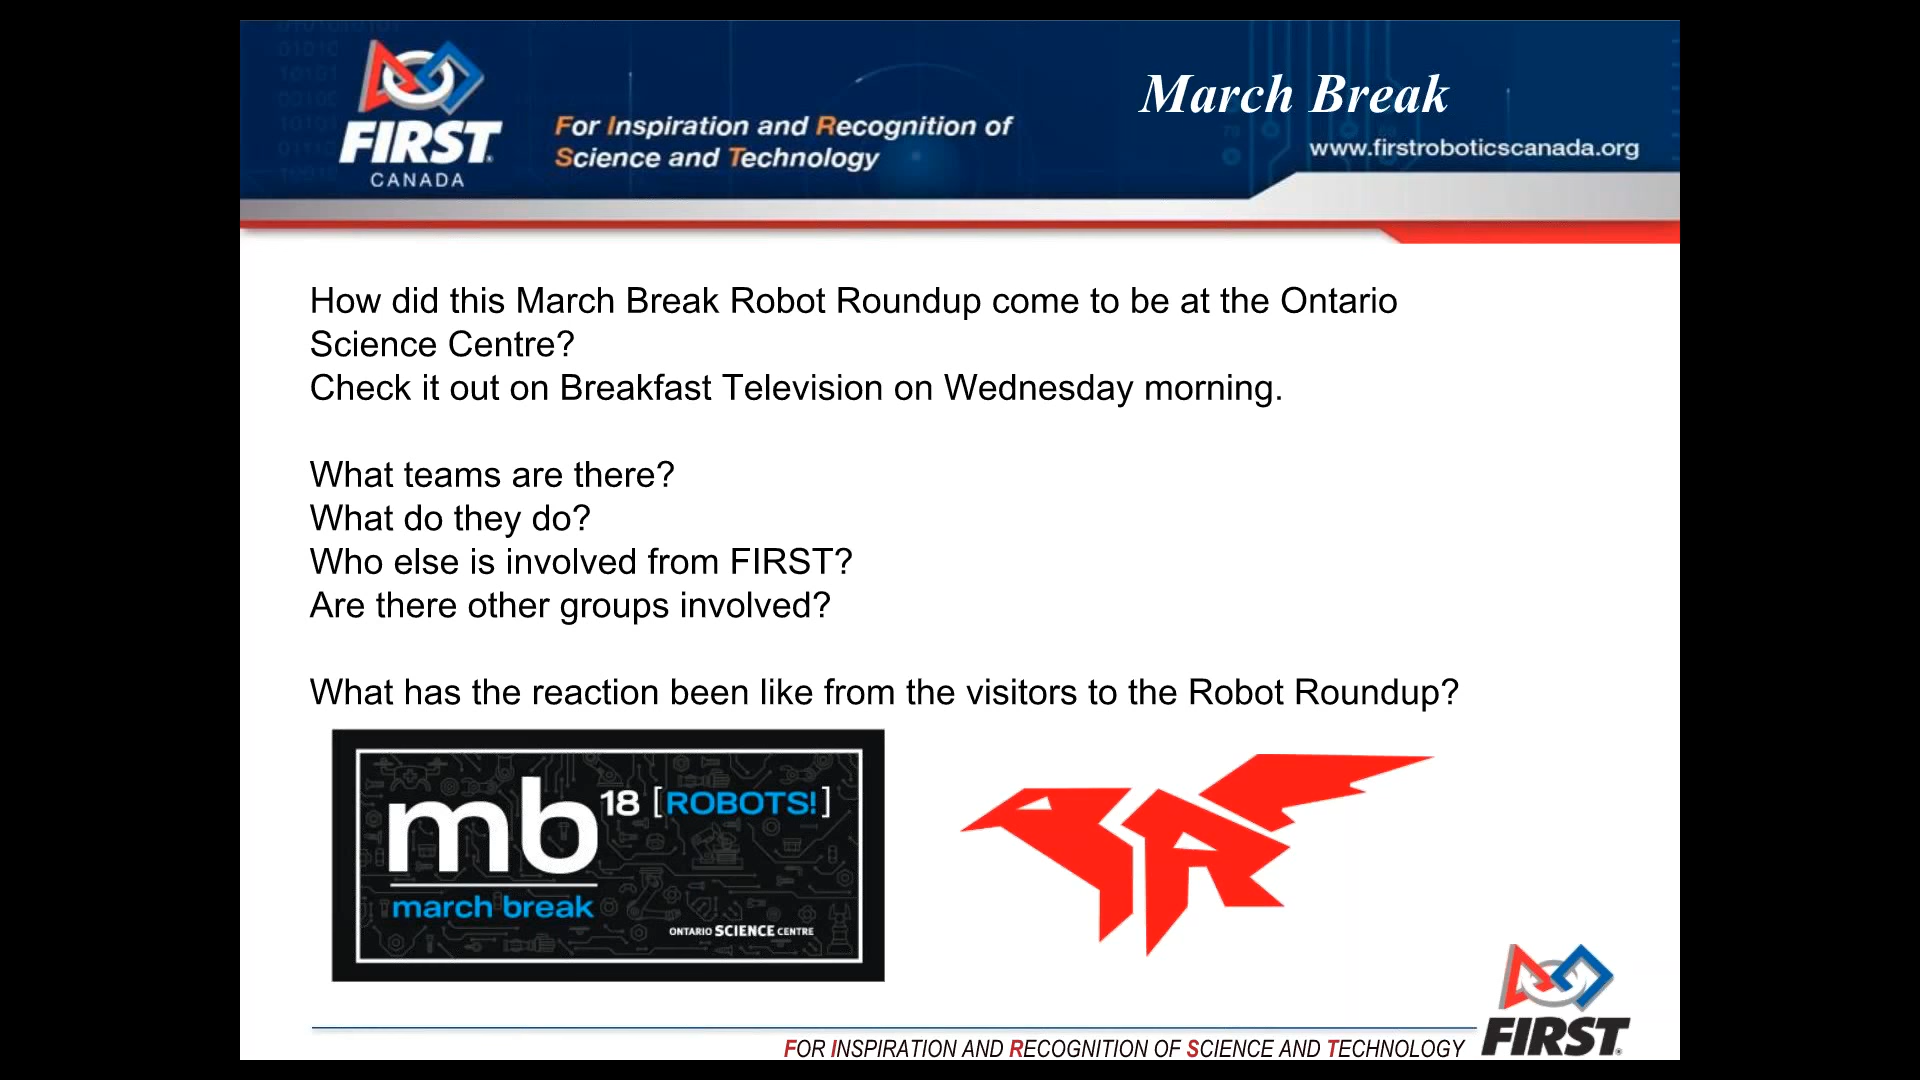 FIRST
CANADA
For Inspiration and Recognition of
Science and Technology
March Break
www.firstroboticscanada.org
How did this March Break Robot Roundup come to be at the Ontario
Science Centre?
Check it out on Breakfast Television on Wednesday morning.
What teams are there?
What do they do?
Who else is involved from FIRST?
Are there other groups involved?
What has the reaction been like from the visitors to the Robot Roundup?
mb18 [ROBOTS!]
march break
ONTARIO SCIENCE CENTRE
FOR INSPIRATION AND RECOGNITION OF SCIENCE AND TECHNOLOGY
FIRST